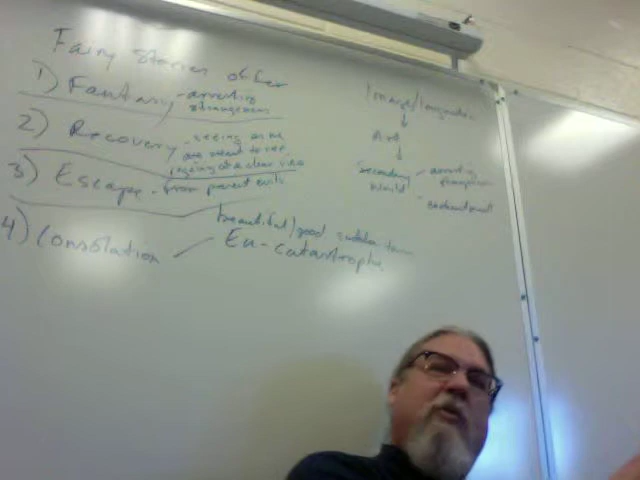 Fairy stories offer
1) Fantasy - arresting
strangeness
2) Recovery - seeing as we
are meant to see
regaining of a clear view
3) Escape - from present evils
4) Consolation
beautiful/good sudden turn
Eu-catastrophe
Image/Imagination
↓
Art
↓
Secondary - arresting
World strangeness
- enchantment